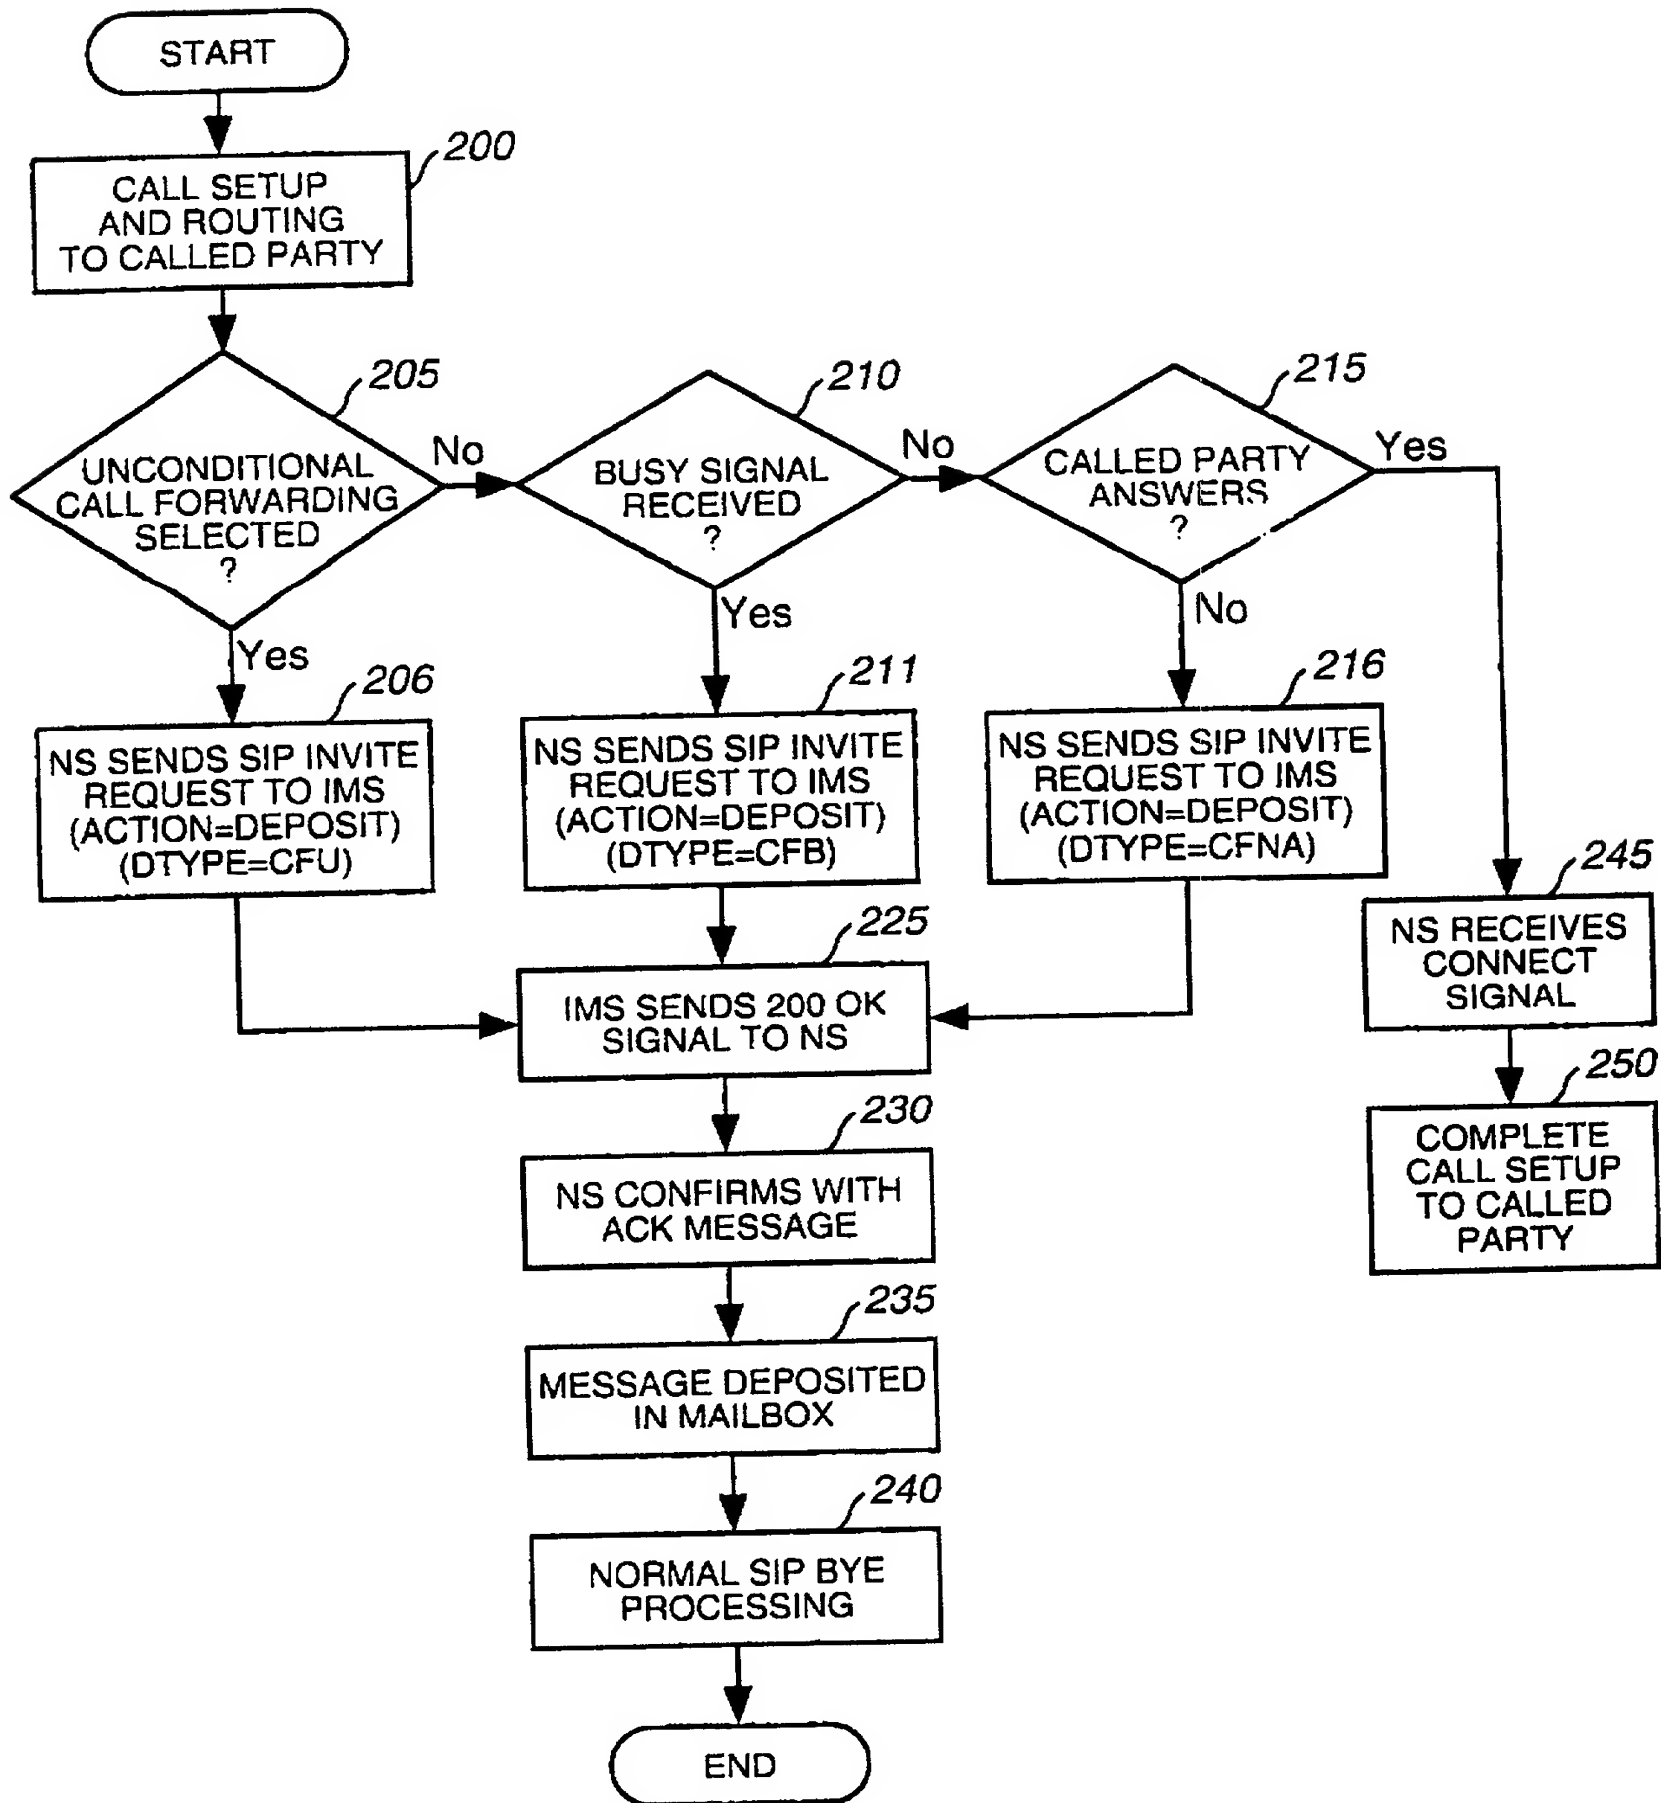 START
200
CALL SETUP
AND ROUTING
TO CALLED PARTY
205
UNCONDITIONAL
CALL FORWARDING
SELECTED
?
No
Yes
210
BUSY SIGNAL
RECEIVED
?
No
Yes
215
CALLED PARTY
ANSWERS
?
Yes
No
206
NS SENDS SIP INVITE
REQUEST TO IMS
(ACTION=DEPOSIT)
(DTYPE=CFU)
211
NS SENDS SIP INVITE
REQUEST TO IMS
(ACTION=DEPOSIT)
(DTYPE=CFB)
216
NS SENDS SIP INVITE
REQUEST TO IMS
(ACTION=DEPOSIT)
(DTYPE=CFNA)
225
IMS SENDS 200 OK
SIGNAL TO NS
245
NS RECEIVES
CONNECT
SIGNAL
230
NS CONFIRMS WITH
ACK MESSAGE
250
COMPLETE
CALL SETUP
TO CALLED
PARTY
235
MESSAGE DEPOSITED
IN MAILBOX
240
NORMAL SIP BYE
PROCESSING
END